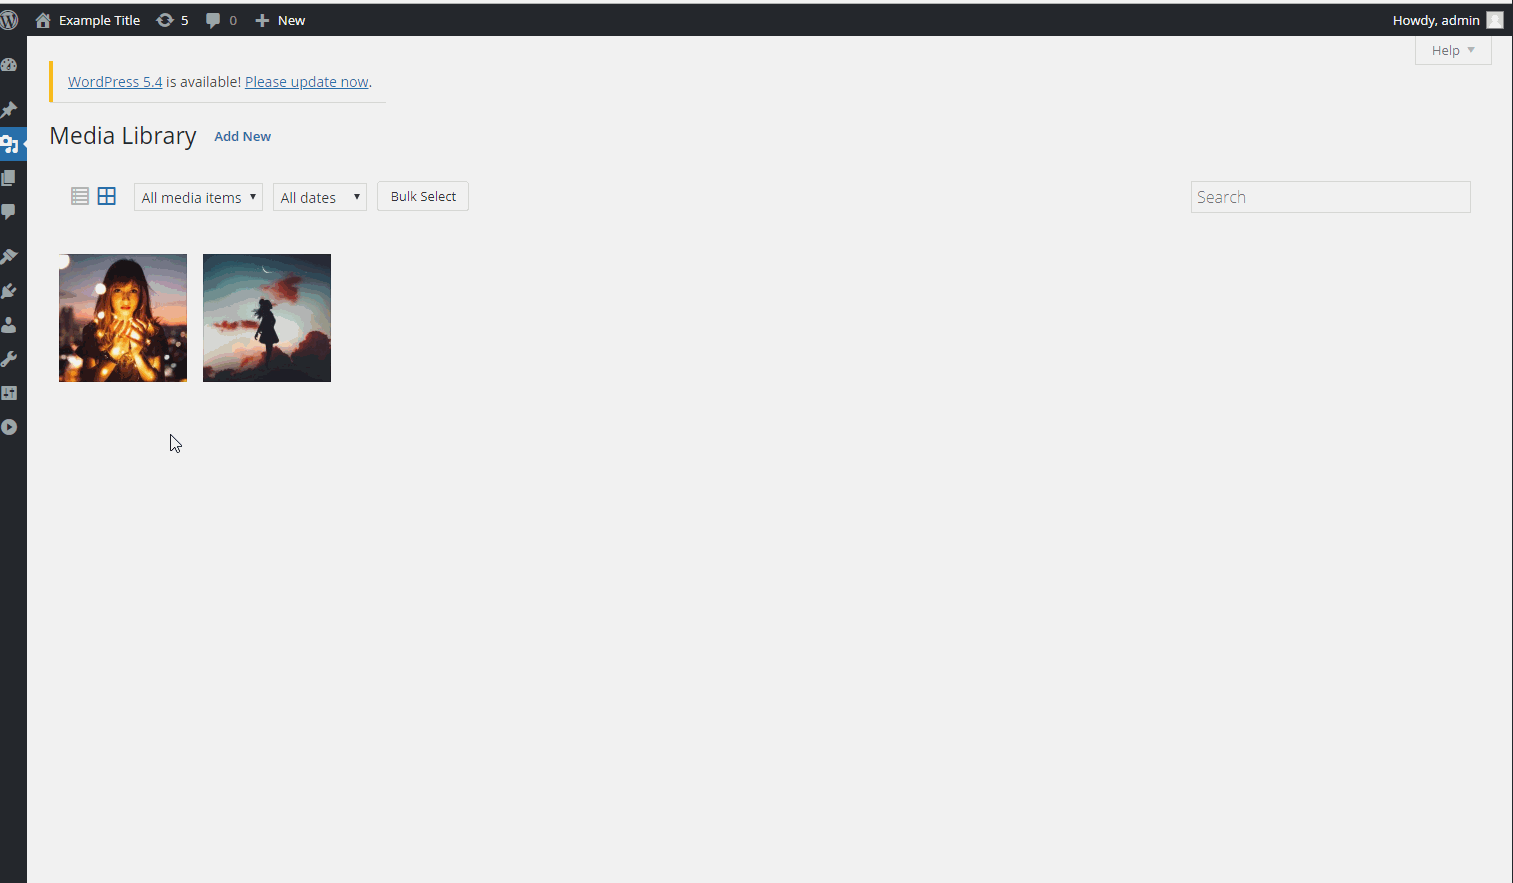 Example Title 5 0 New Howdy, admin
Help
WordPress 5.4 is available! Please update now.
Media Library Add New
All media items All dates Bulk Select Search